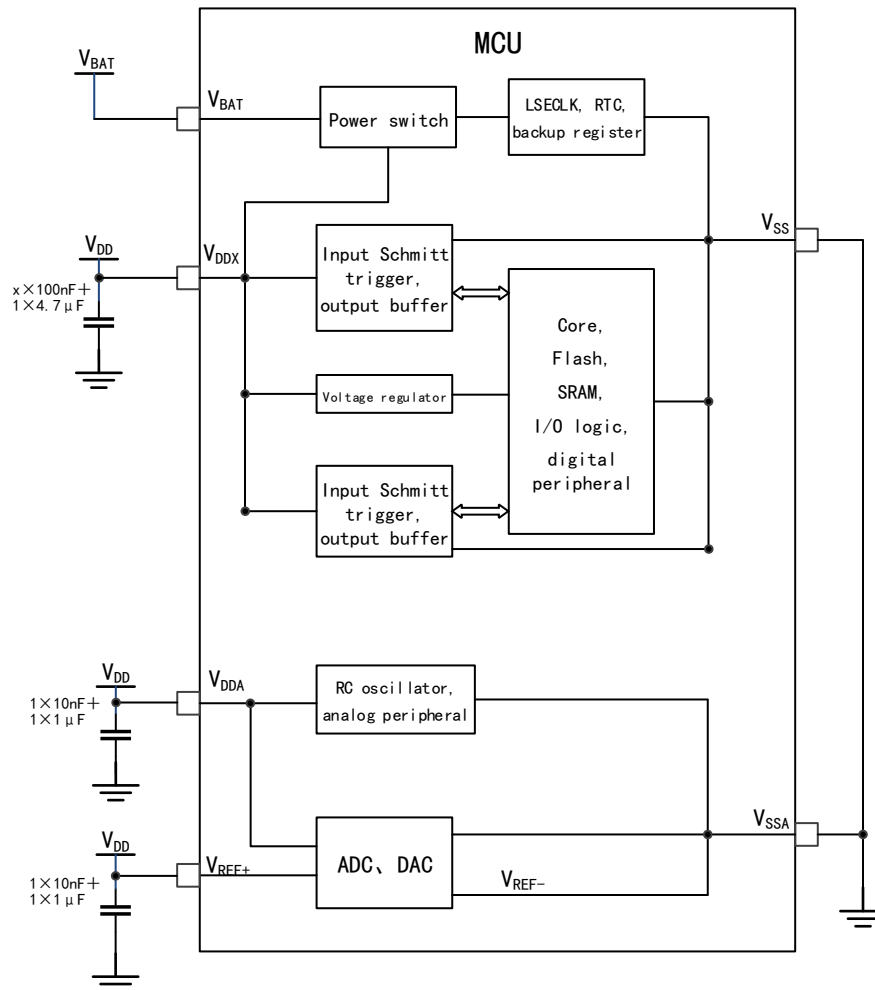 MCU
VBAT
VBAT
Power switch
LSECLK, RTC,
backup register
VDD
VDDX
x×100nF+
1×4.7μF
Input Schmitt
trigger,
output buffer
VSS
Core,
Flash,
SRAM,
I/O logic,
digital
peripheral
Voltage regulator
Input Schmitt
trigger,
output buffer
VDD
VDDA
1×10nF+
1×1μF
RC oscillator,
analog peripheral
VSSA
VDD
VREF+
1×10nF+
1×1μF
ADC、DAC
VREF-